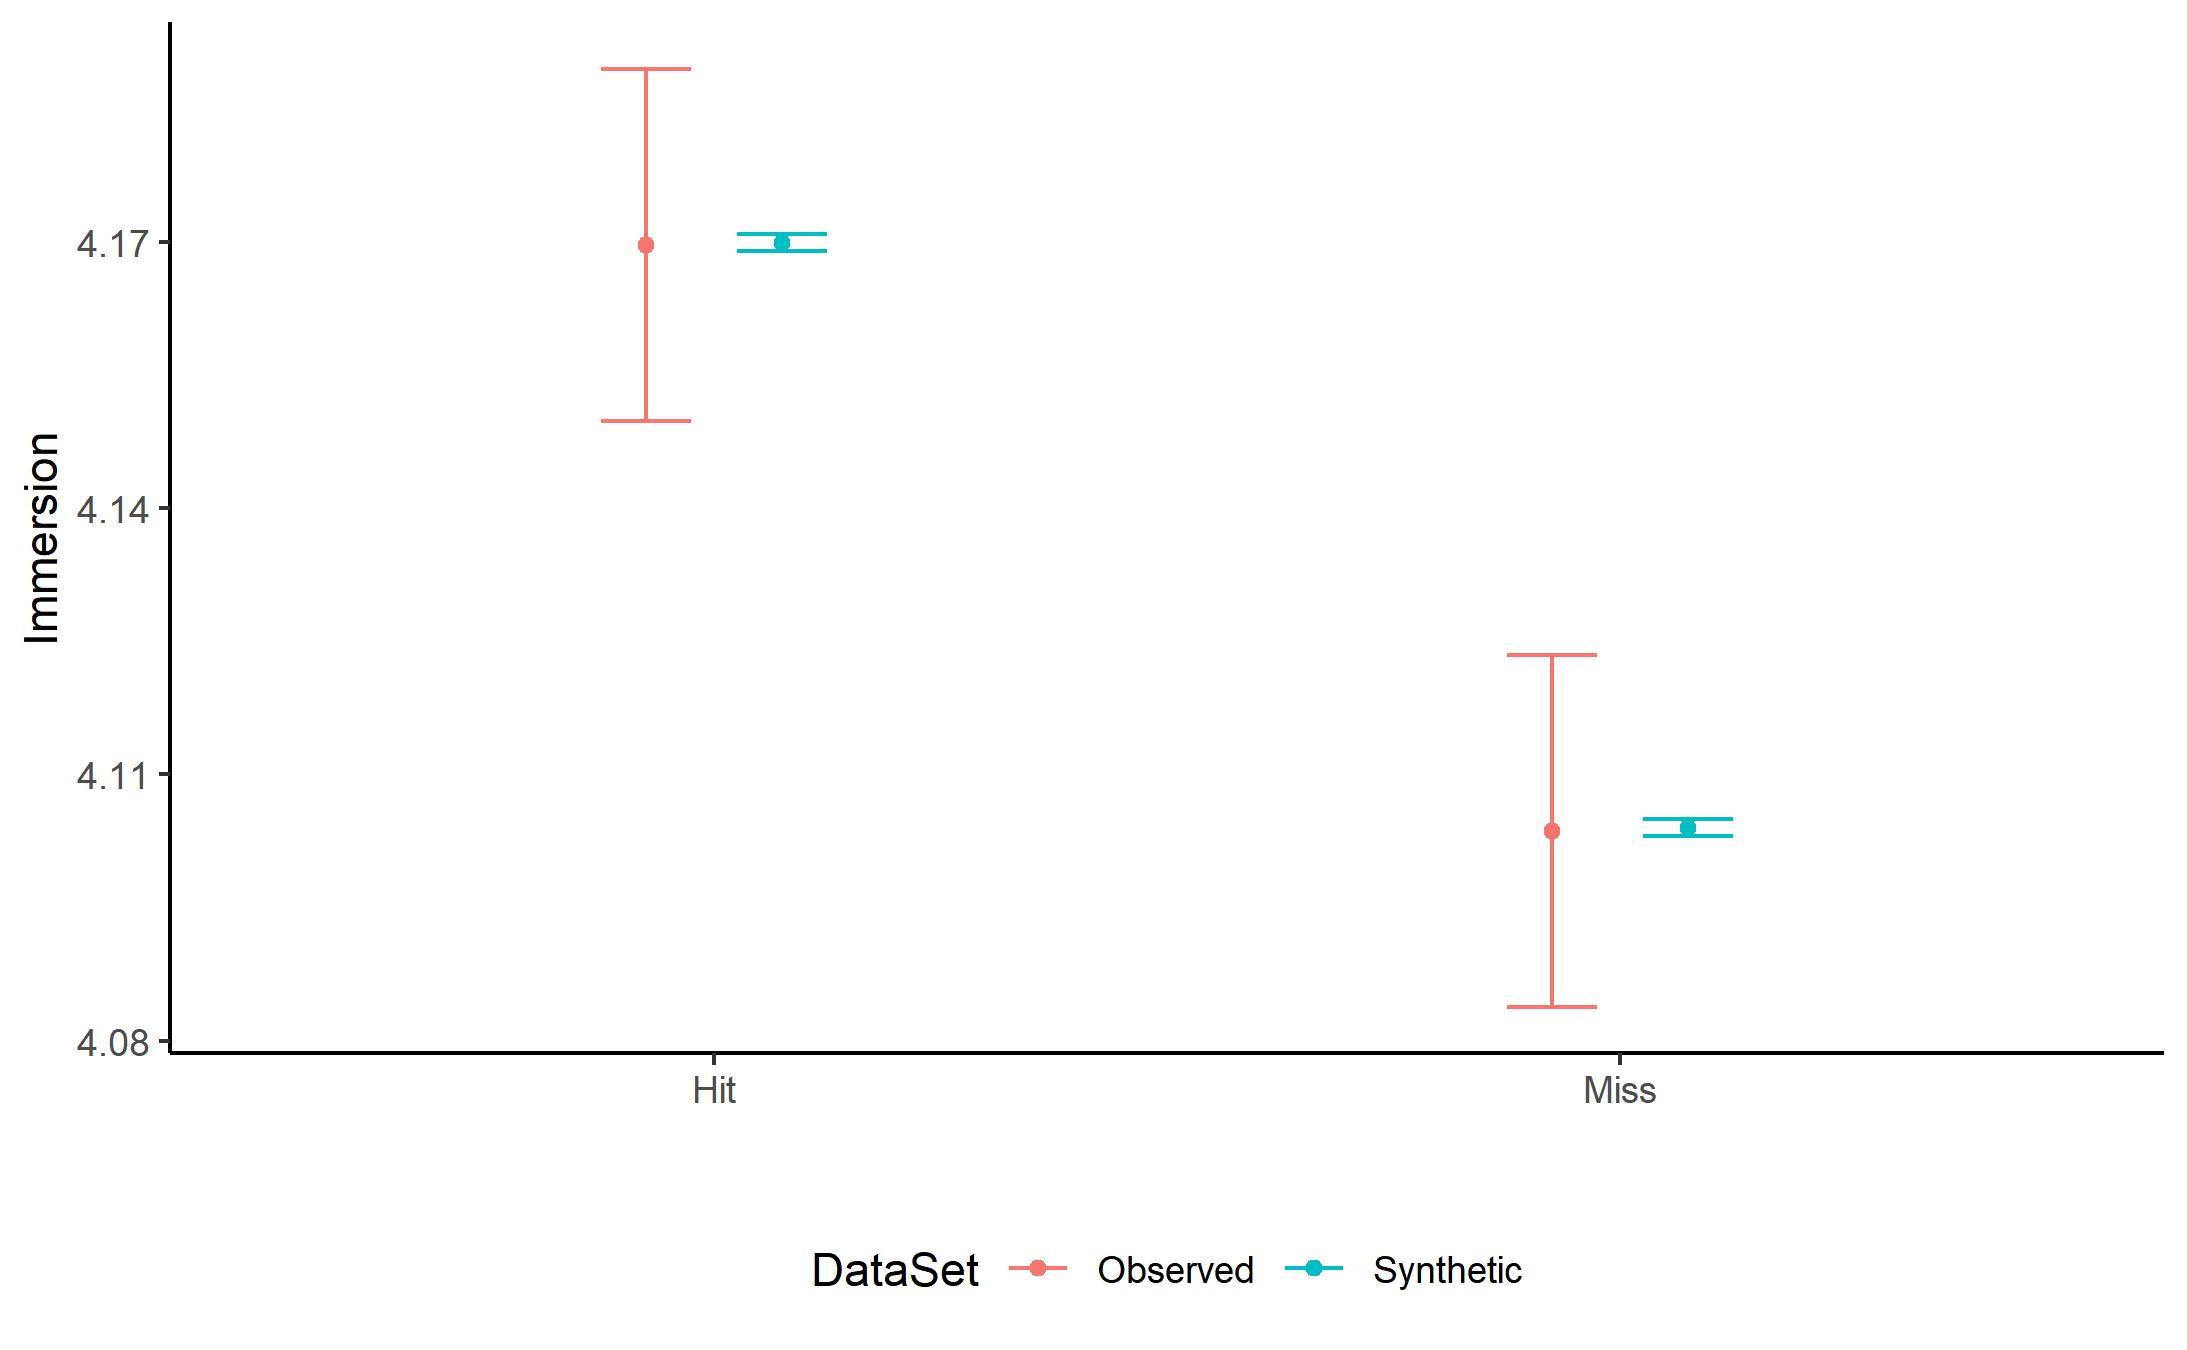 Immersion
4.17
4.14
4.11
4.08
Hit Miss
DataSet Observed Synthetic